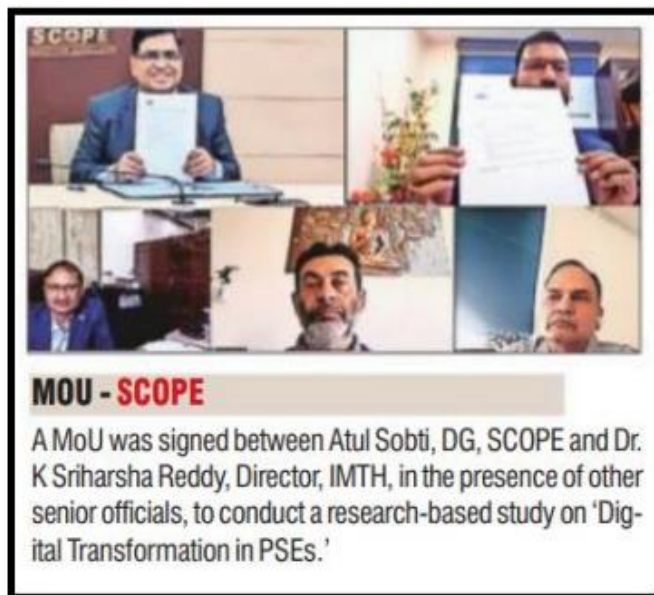 SCOPE
MOU - SCOPE
A MoU was signed between Atul Sobti, DG, SCOPE and Dr.
K Sriharsha Reddy, Director, IMTH, in the presence of other
senior officials, to conduct a research-based study on ‘Dig-
ital Transformation in PSEs.’